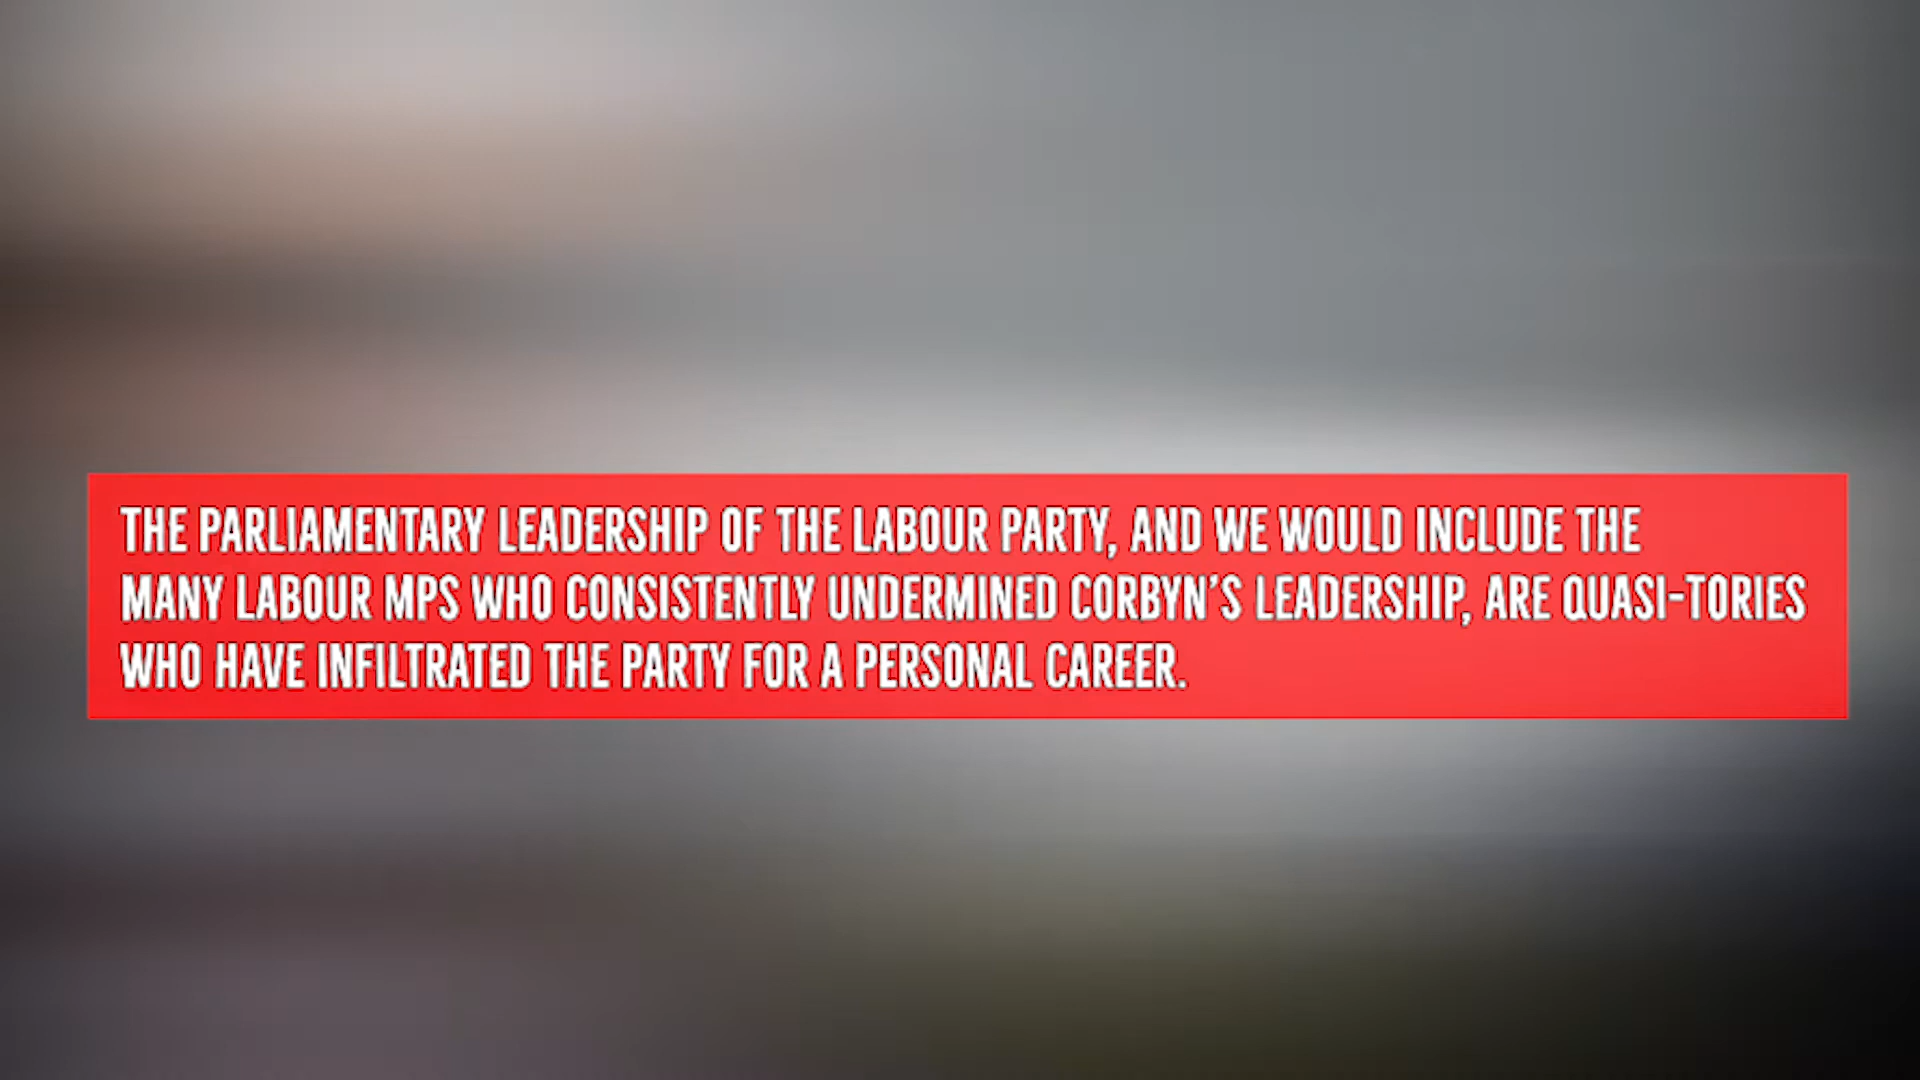 THE PARLIAMENTARY LEADERSHIP OF THE LABOUR PARTY, AND WE WOULD INCLUDE THE
MANY LABOUR MPS WHO CONSISTENTLY UNDERMINED CORBYN'S LEADERSHIP, ARE QUASI-TORIES
WHO HAVE INFILTRATED THE PARTY FOR A PERSONAL CAREER.